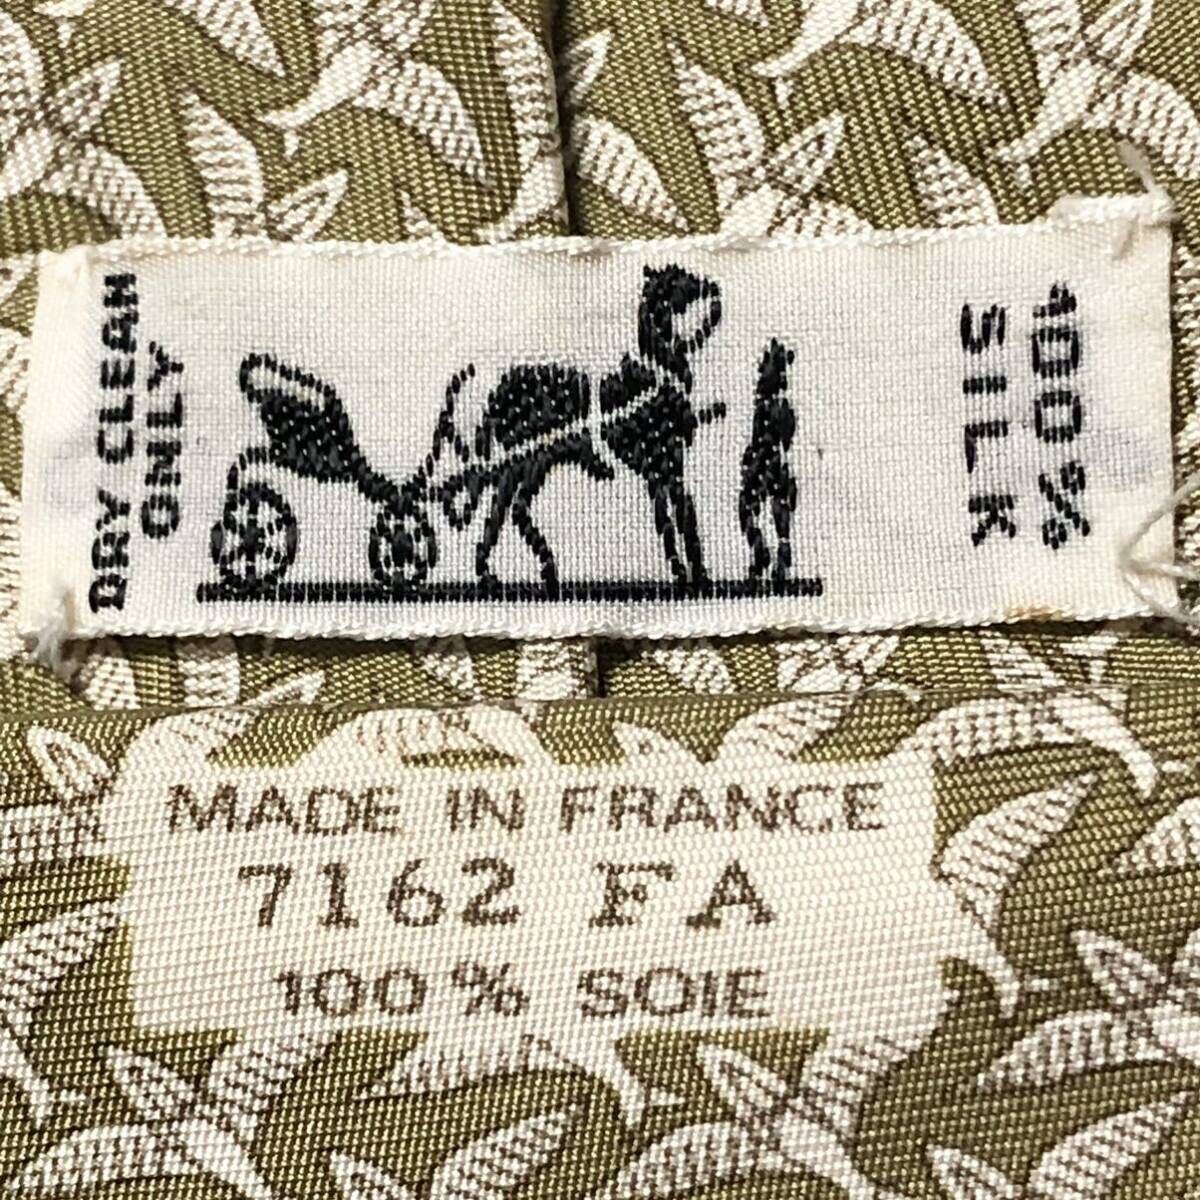 DRY CLEAN
ONLY
100%
SILK
MADE IN FRANCE
7162 FA
100% SOIE